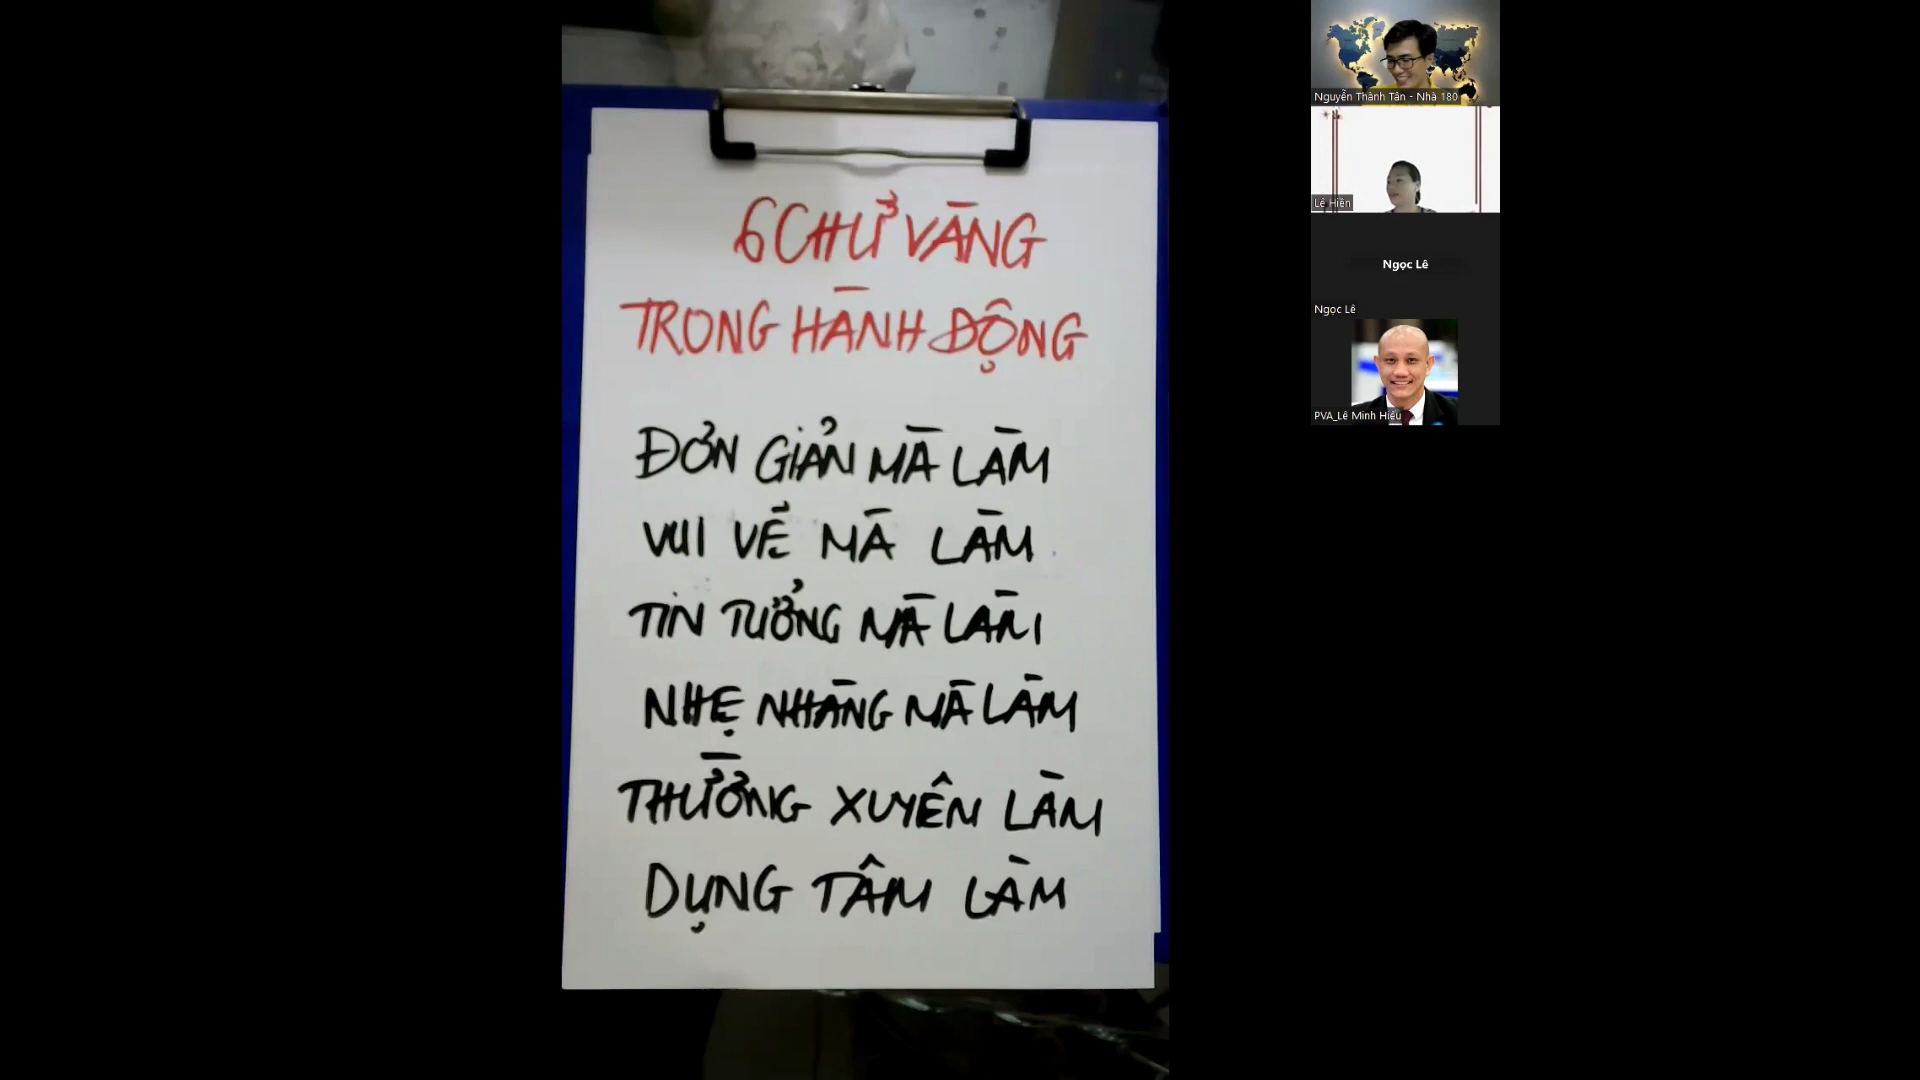 6 CHỮ VÀNG
TRONG HÀNH ĐỘNG
ĐƠN GIẢN MÀ LÀM
VUI VẺ MÀ LÀM
TIN TƯỞNG MÀ LÀM
NHẸ NHÀNG MÀ LÀM
THƯỜNG XUYÊN LÀM
DỤNG TÂM LÀM
Nguyễn Thành Tân - Nhà 180
Lê Hiền
Ngọc Lê
Ngọc Lê
PVA_Lê Minh Hiếu